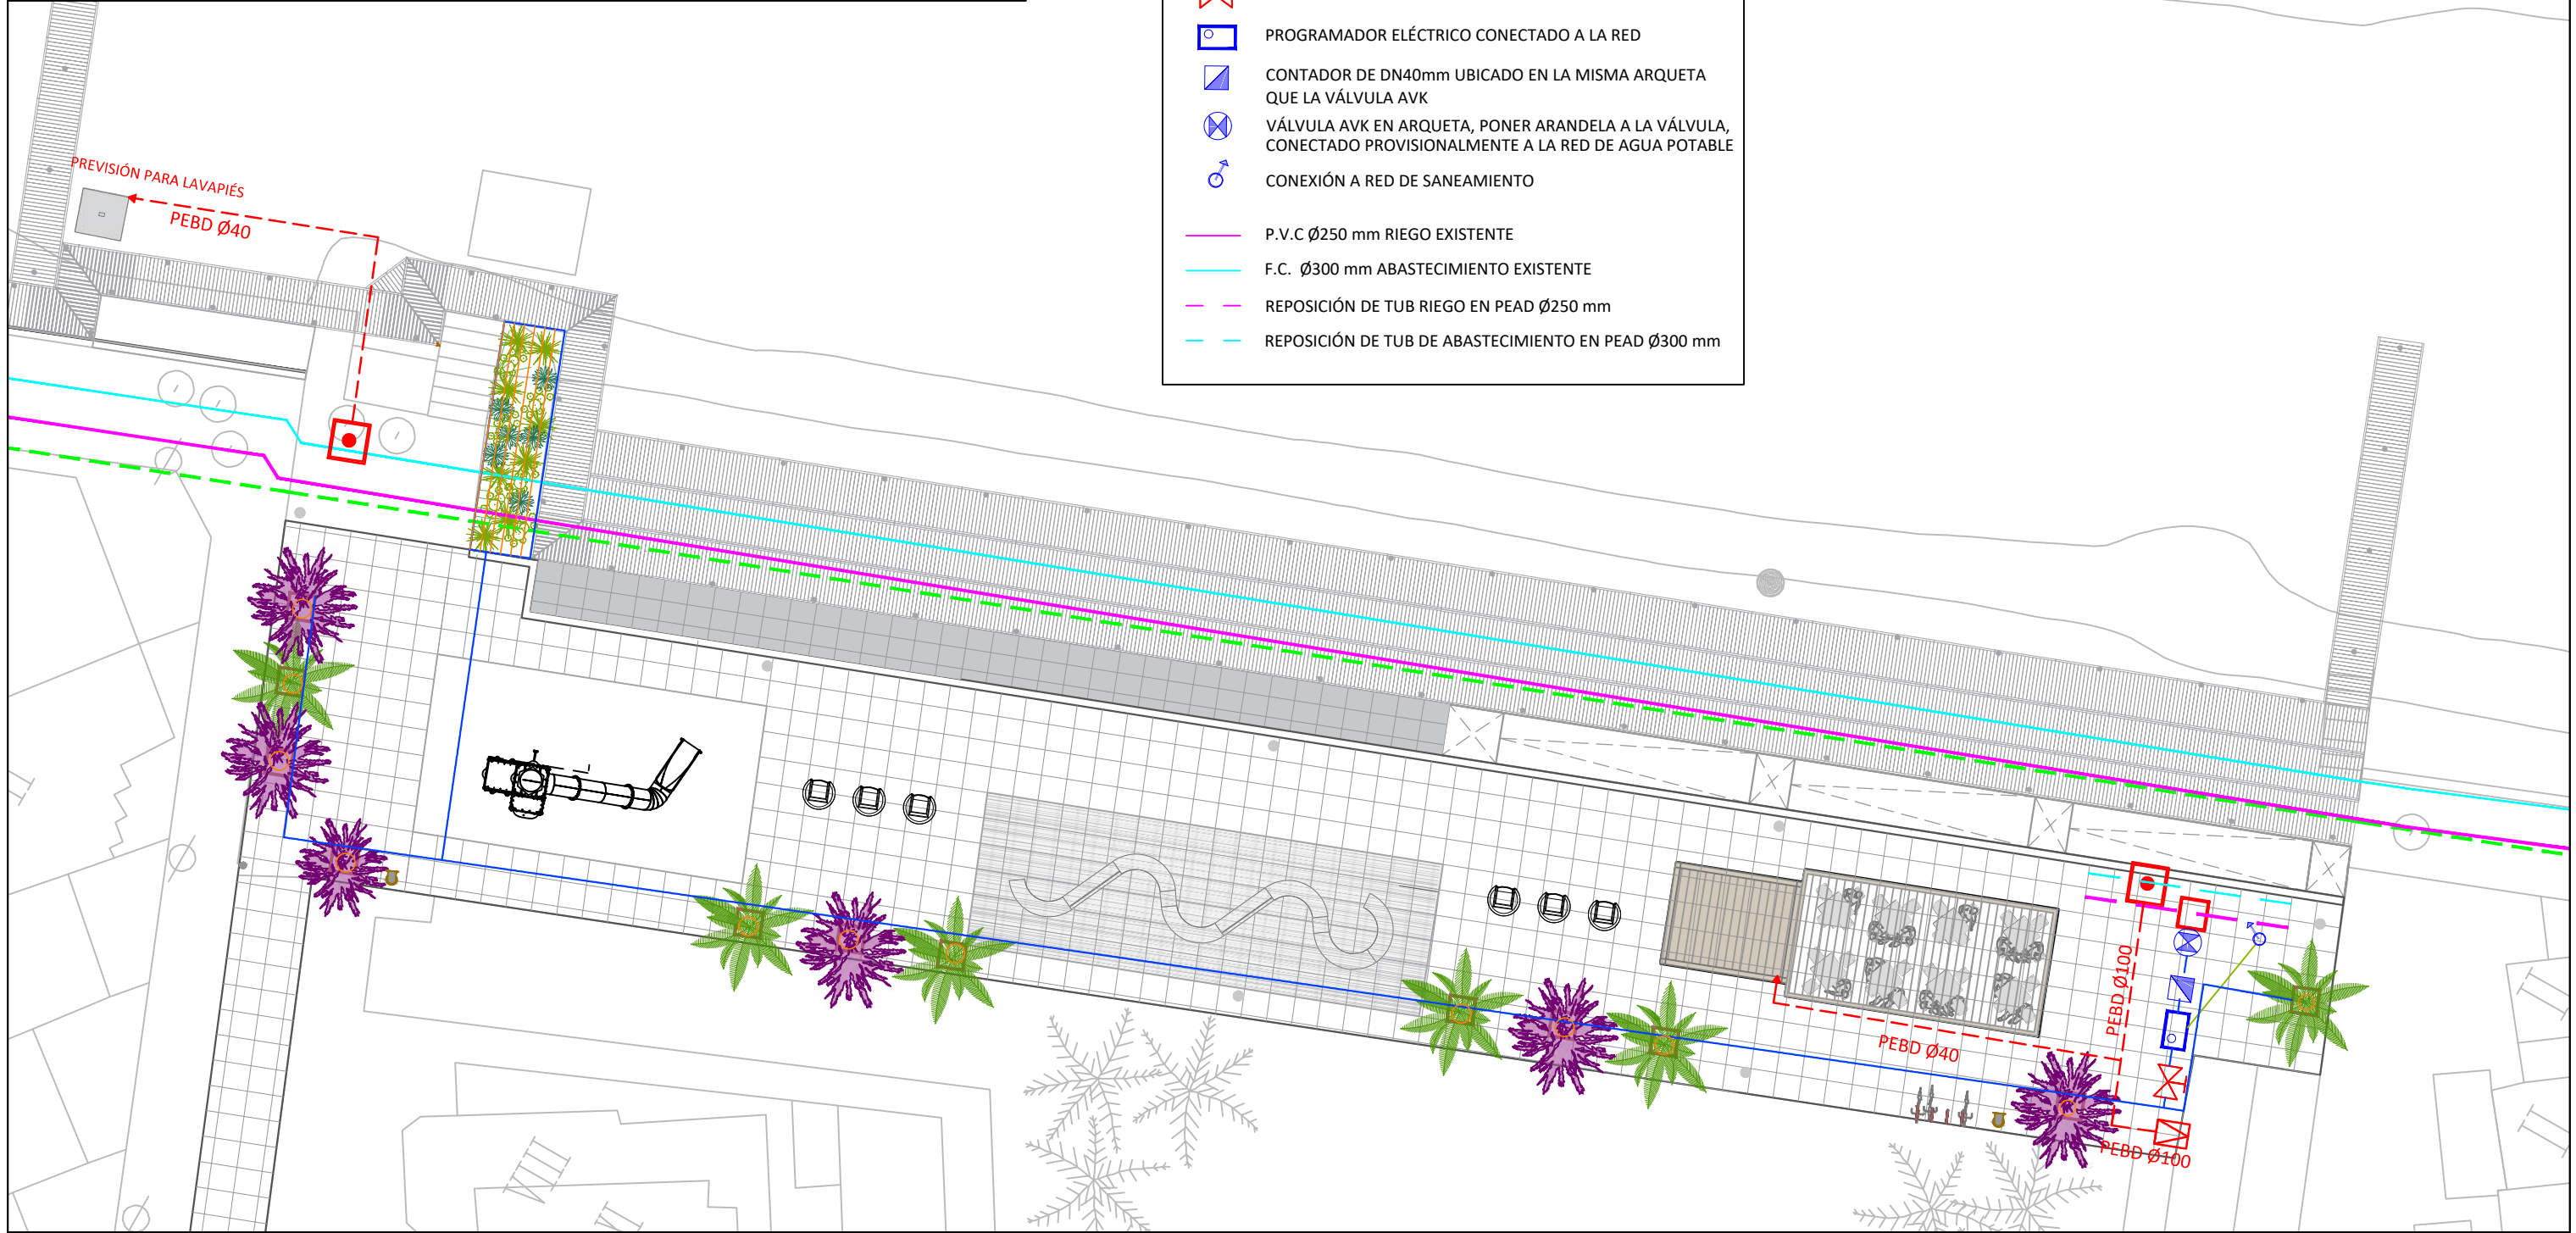 PROGRAMADOR ELÉCTRICO CONECTADO A LA RED
CONTADOR DE DN40mm UBICADO EN LA MISMA ARQUETA
QUE LA VÁLVULA AVK
VÁLVULA AVK EN ARQUETA, PONER ARANDELA A LA VÁLVULA,
CONECTADO PROVISIONALMENTE A LA RED DE AGUA POTABLE
CONEXIÓN A RED DE SANEAMIENTO
P.V.C Ø250 mm RIEGO EXISTENTE
F.C. Ø300 mm ABASTECIMIENTO EXISTENTE
REPOSICIÓN DE TUB RIEGO EN PEAD Ø250 mm
REPOSICIÓN DE TUB DE ABASTECIMIENTO EN PEAD Ø300 mm
PREVISIÓN PARA LAVAPIÉS
PEBD Ø40
PEBD Ø100
PEBD Ø40
PEBD Ø100
VII
VI
I
I
I